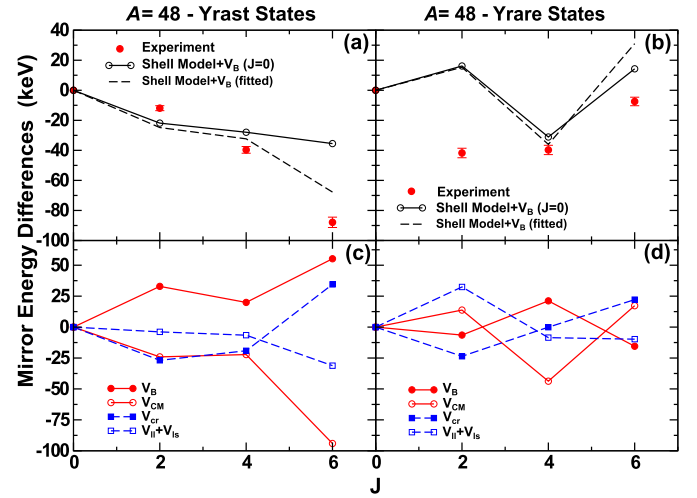 A= 48 - Yrast States
A= 48 - Yrare States
Mirror Energy Differences (keV)
40
20
0
-20
-40
-60
-80
-100
(a)
Experiment
Shell Model+V_B (J=0)
Shell Model+V_B (fitted)
(b)
Experiment
Shell Model+V_B (J=0)
Shell Model+V_B (fitted)
50
25
0
-25
-50
-75
-100
(c)
V_B
V_CM
V_cr
V_ll+V_ls
(d)
V_B
V_CM
V_cr
V_ll+V_ls
0 2 4 6 0 2 4 6
J